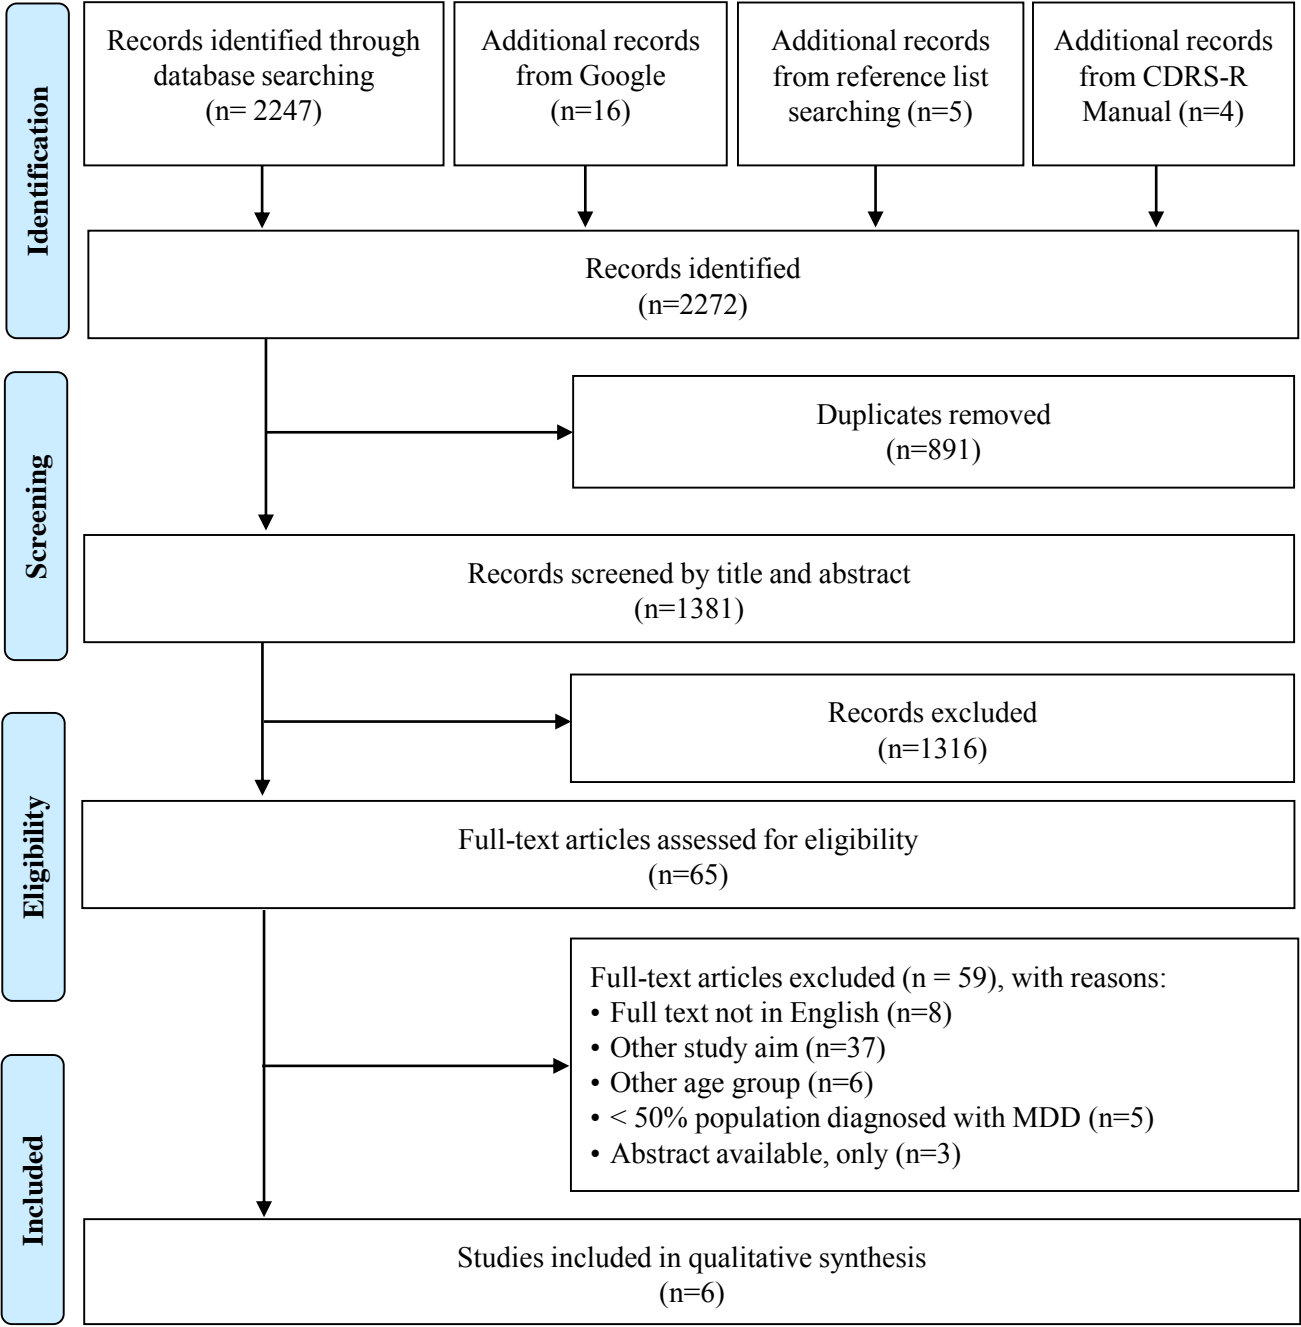 Identification
Records identified through
database searching
(n= 2247)
Additional records
from Google
(n=16)
Additional records
from reference list
searching (n=5)
Additional records
from CDRS-R
Manual (n=4)
Records identified
(n=2272)
Screening
Duplicates removed
(n=891)
Records screened by title and abstract
(n=1381)
Records excluded
(n=1316)
Eligibility
Full-text articles assessed for eligibility
(n=65)
Full-text articles excluded (n = 59), with reasons:
• Full text not in English (n=8)
• Other study aim (n=37)
• Other age group (n=6)
• < 50% population diagnosed with MDD (n=5)
• Abstract available, only (n=3)
Included
Studies included in qualitative synthesis
(n=6)